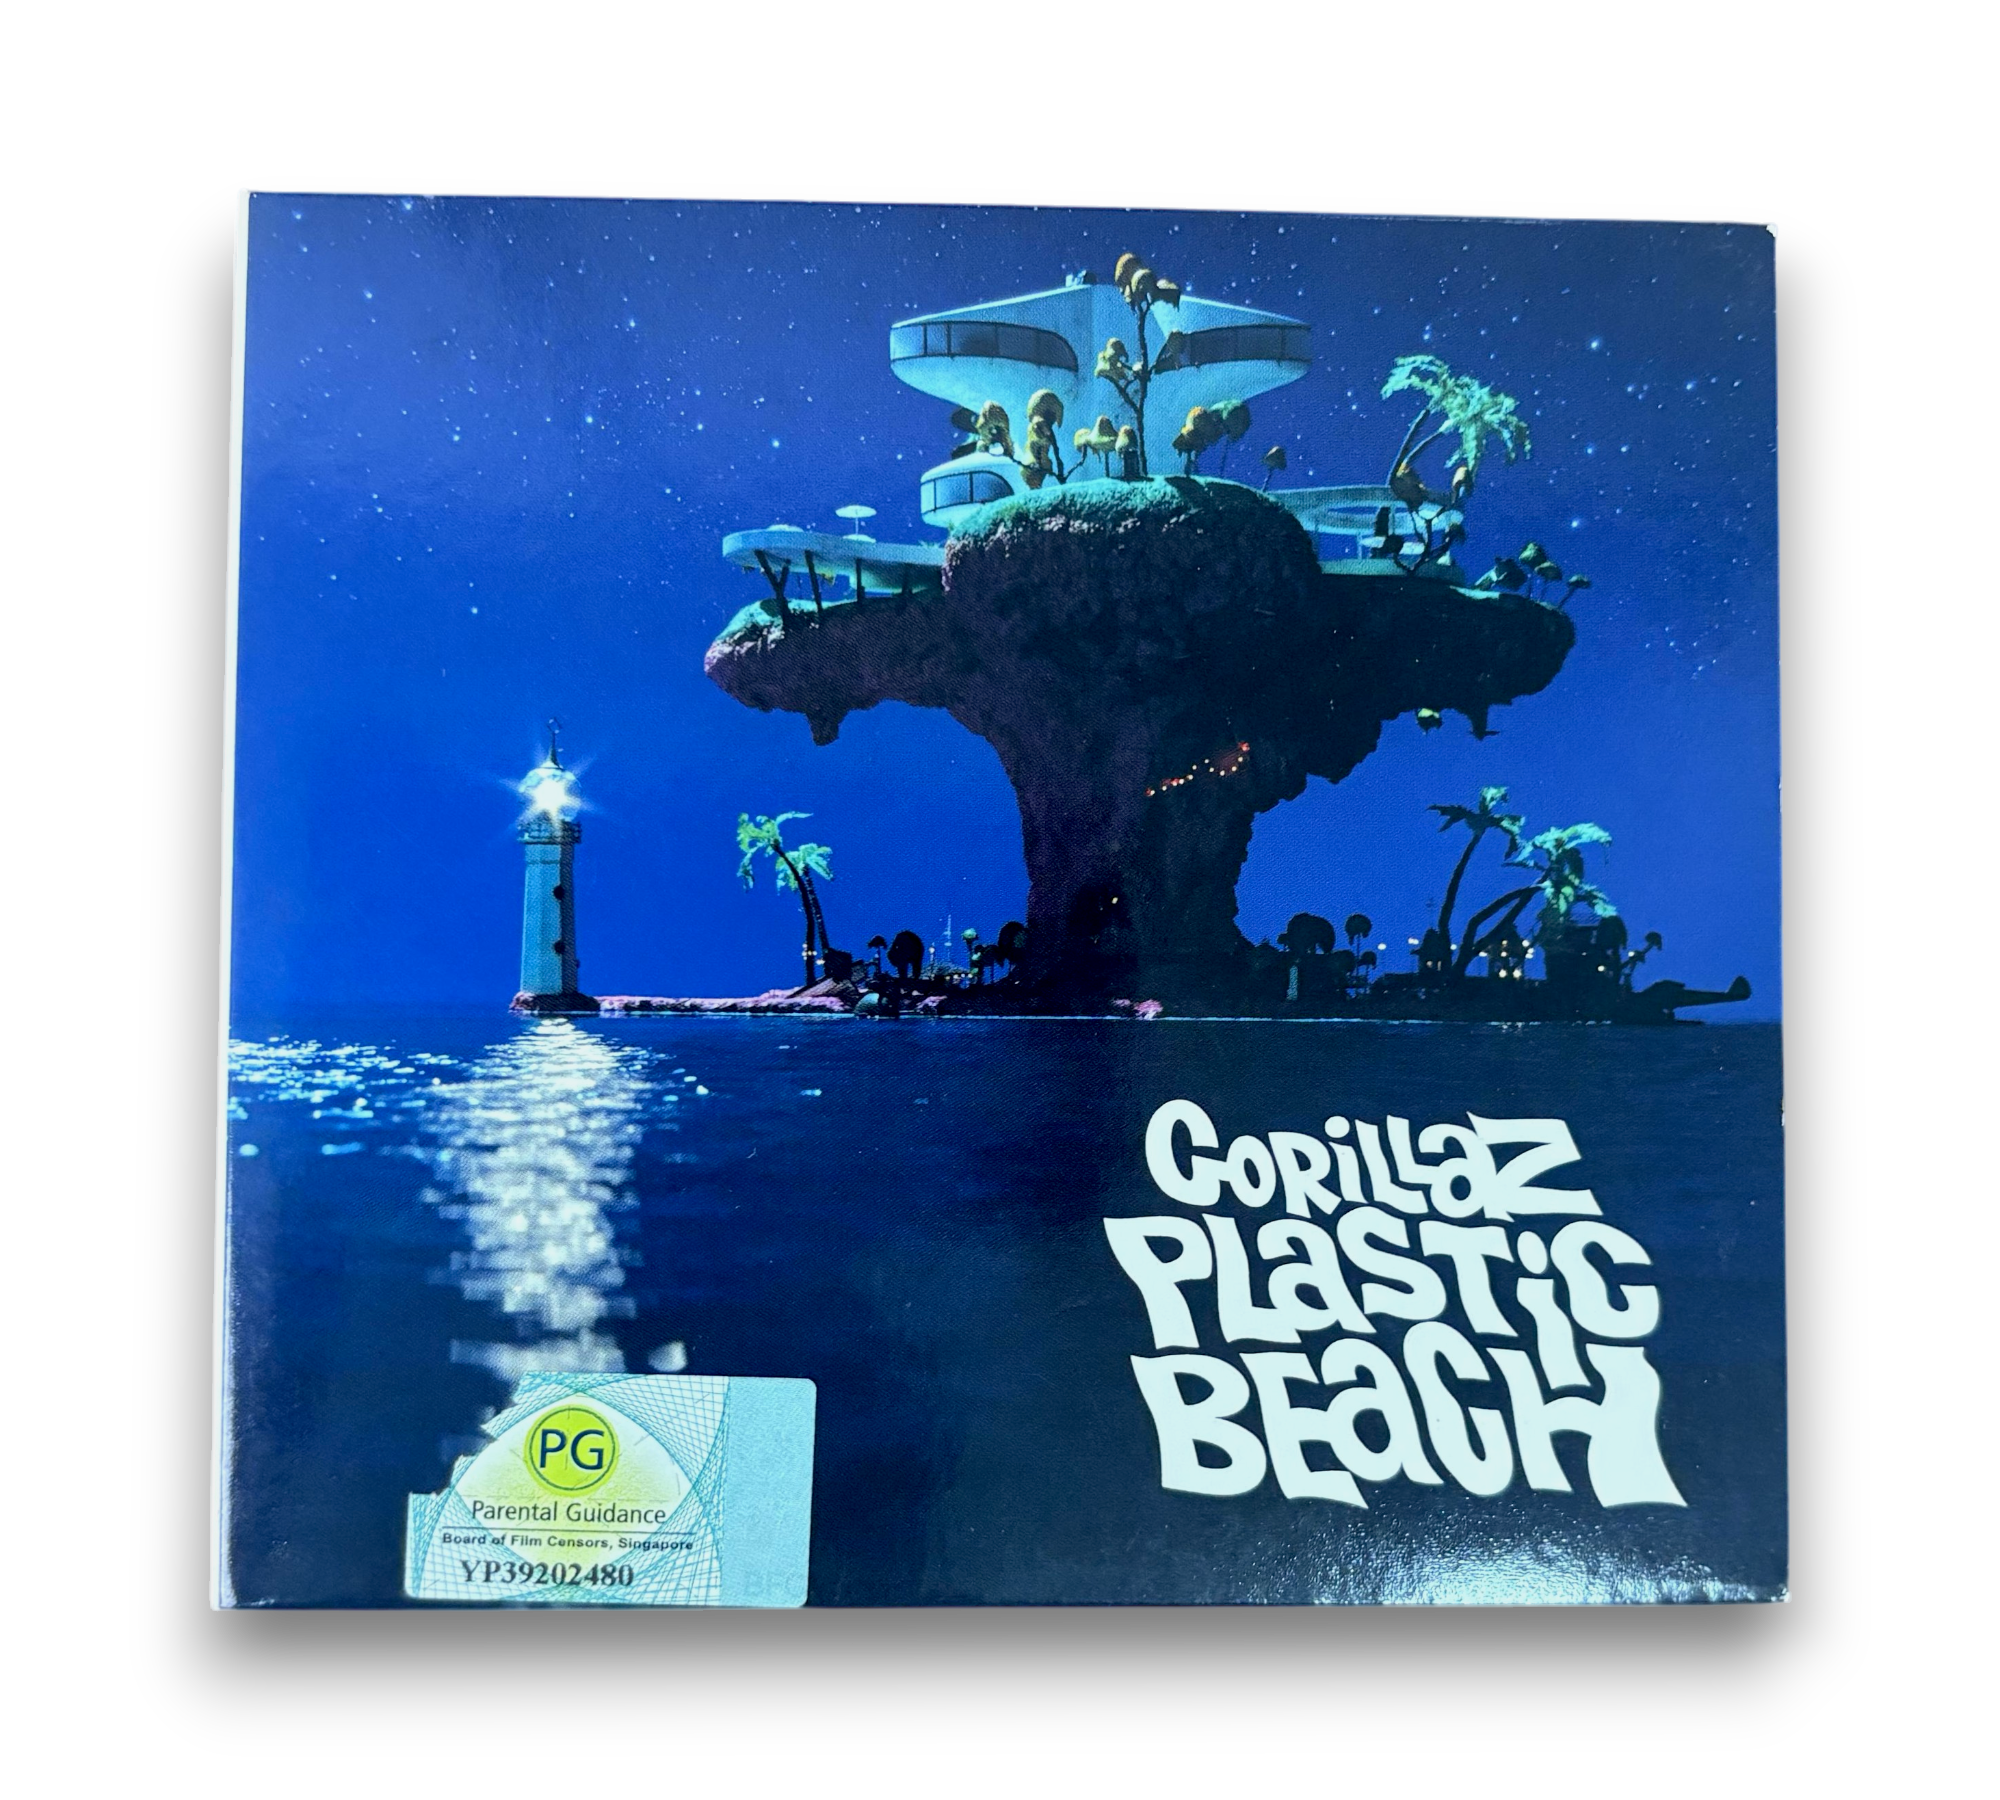 GORiLLaZ
PLaSTiC
BEaCH
PG
Parental Guidance
Board of Film Censors, Singapore
YP39202480